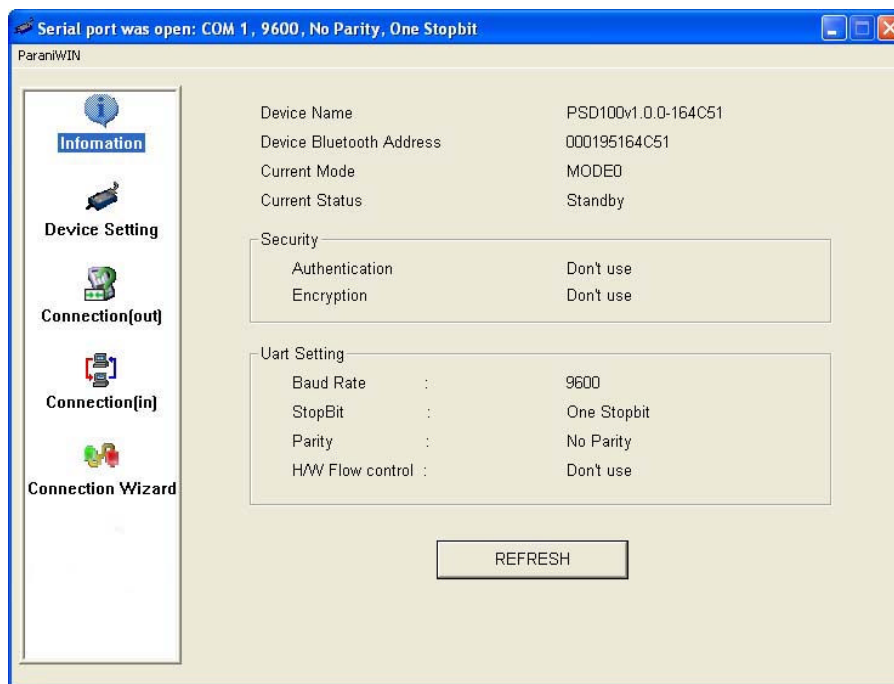 Serial port was open: COM 1, 9600, No Parity, One Stopbit
ParaniWIN
Infomation
Device Setting
Connection(out)
Connection(in)
Connection Wizard
Device Name PSD100v1.0.0-164C51
Device Bluetooth Address 000195164C51
Current Mode MODE0
Current Status Standby
Security
Authentication Don't use
Encryption Don't use
Uart Setting
Baud Rate : 9600
StopBit : One Stopbit
Parity : No Parity
H/W Flow control : Don't use
REFRESH